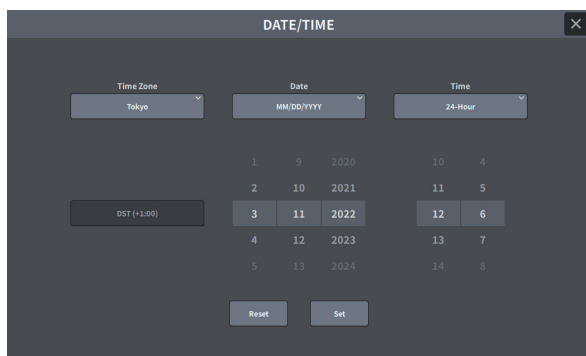 DATE/TIME
Time Zone Date Time
Tokyo MM/DD/YYYY 24-Hour
1 9 2020 10 4
2 10 2021 11 5
DST (+1:00) 3 11 2022 12 6
4 12 2023 13 7
5 13 2024 14 8
Reset Set